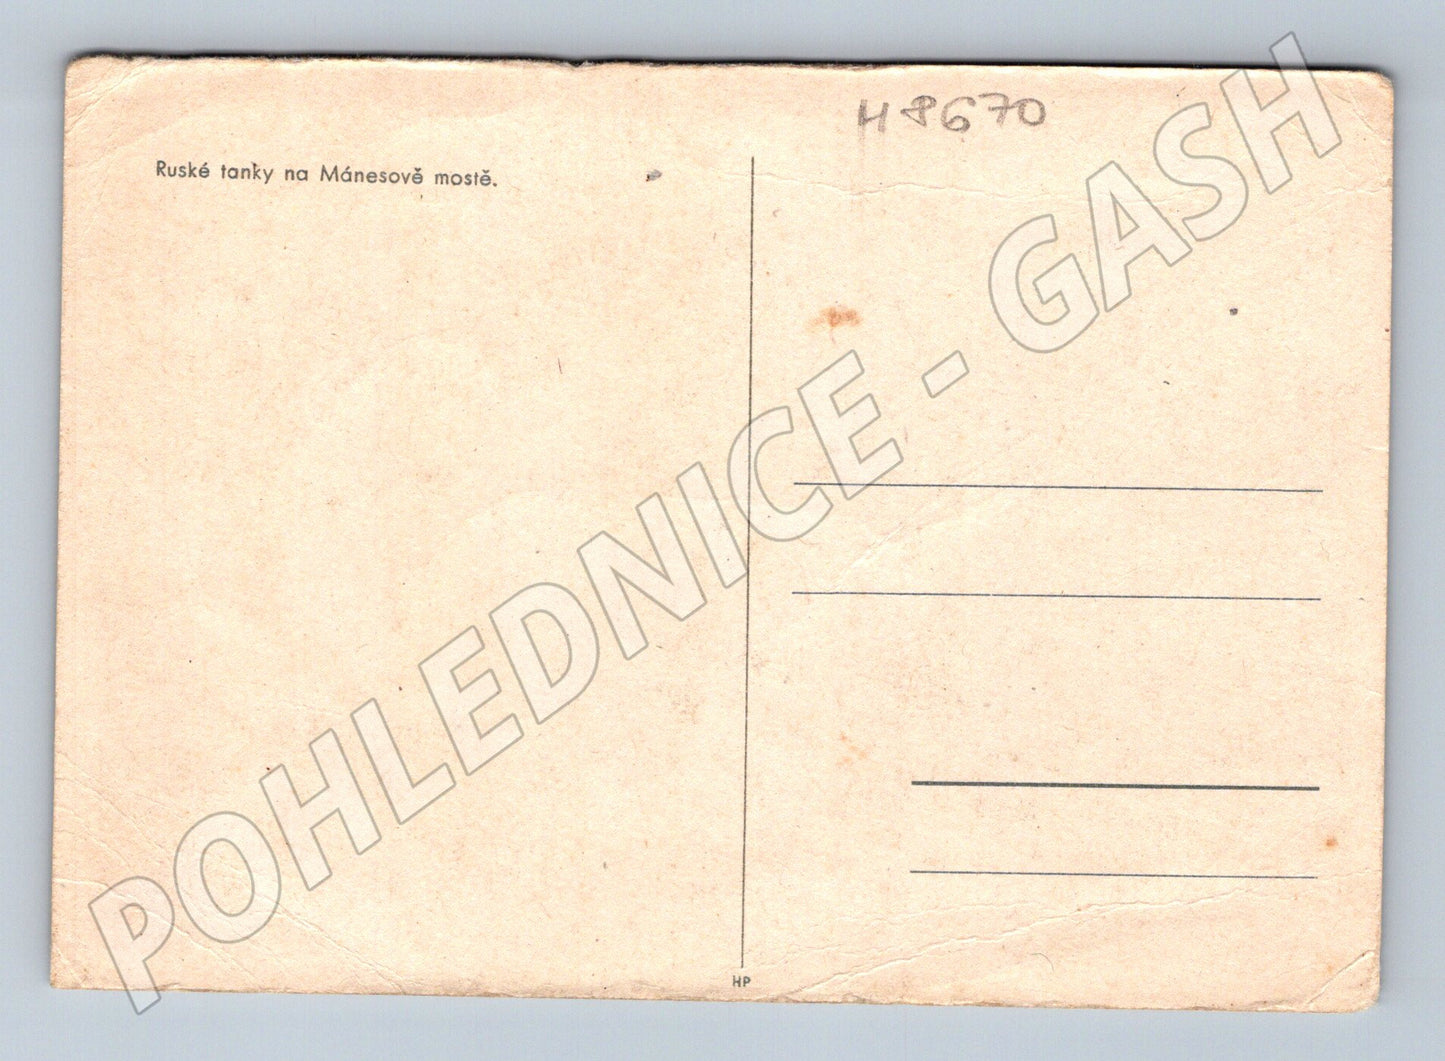 H8670
Ruské tanky na Mánesově mostě.
POHLEDNICE - GASH
HP